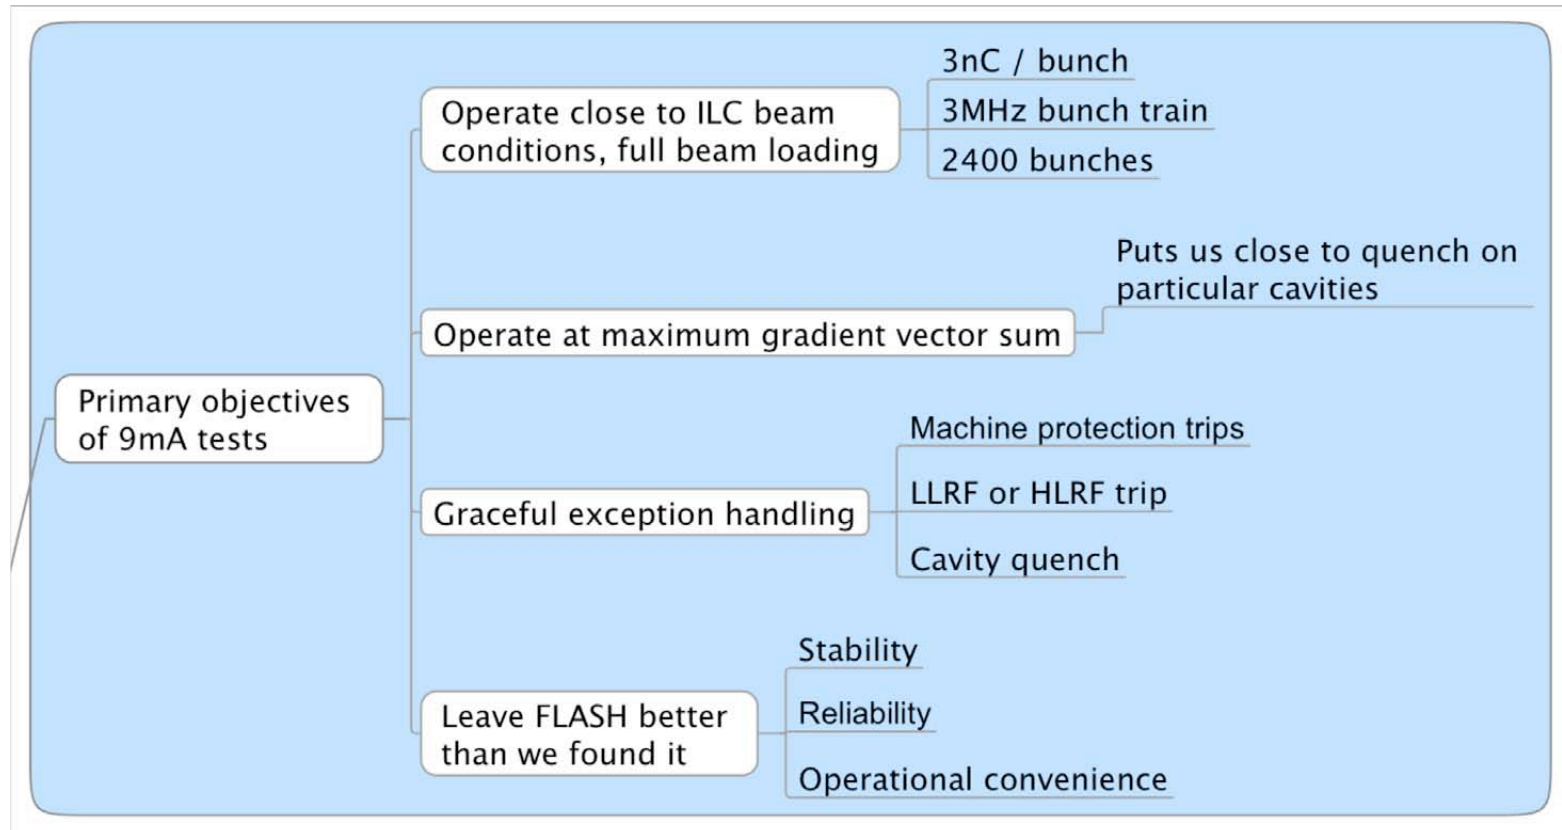 Primary objectives
of 9mA tests
Operate close to ILC beam
conditions, full beam loading
3nC / bunch
3MHz bunch train
2400 bunches
Operate at maximum gradient vector sum
Puts us close to quench on
particular cavities
Graceful exception handling
Machine protection trips
LLRF or HLRF trip
Cavity quench
Leave FLASH better
than we found it
Stability
Reliability
Operational convenience